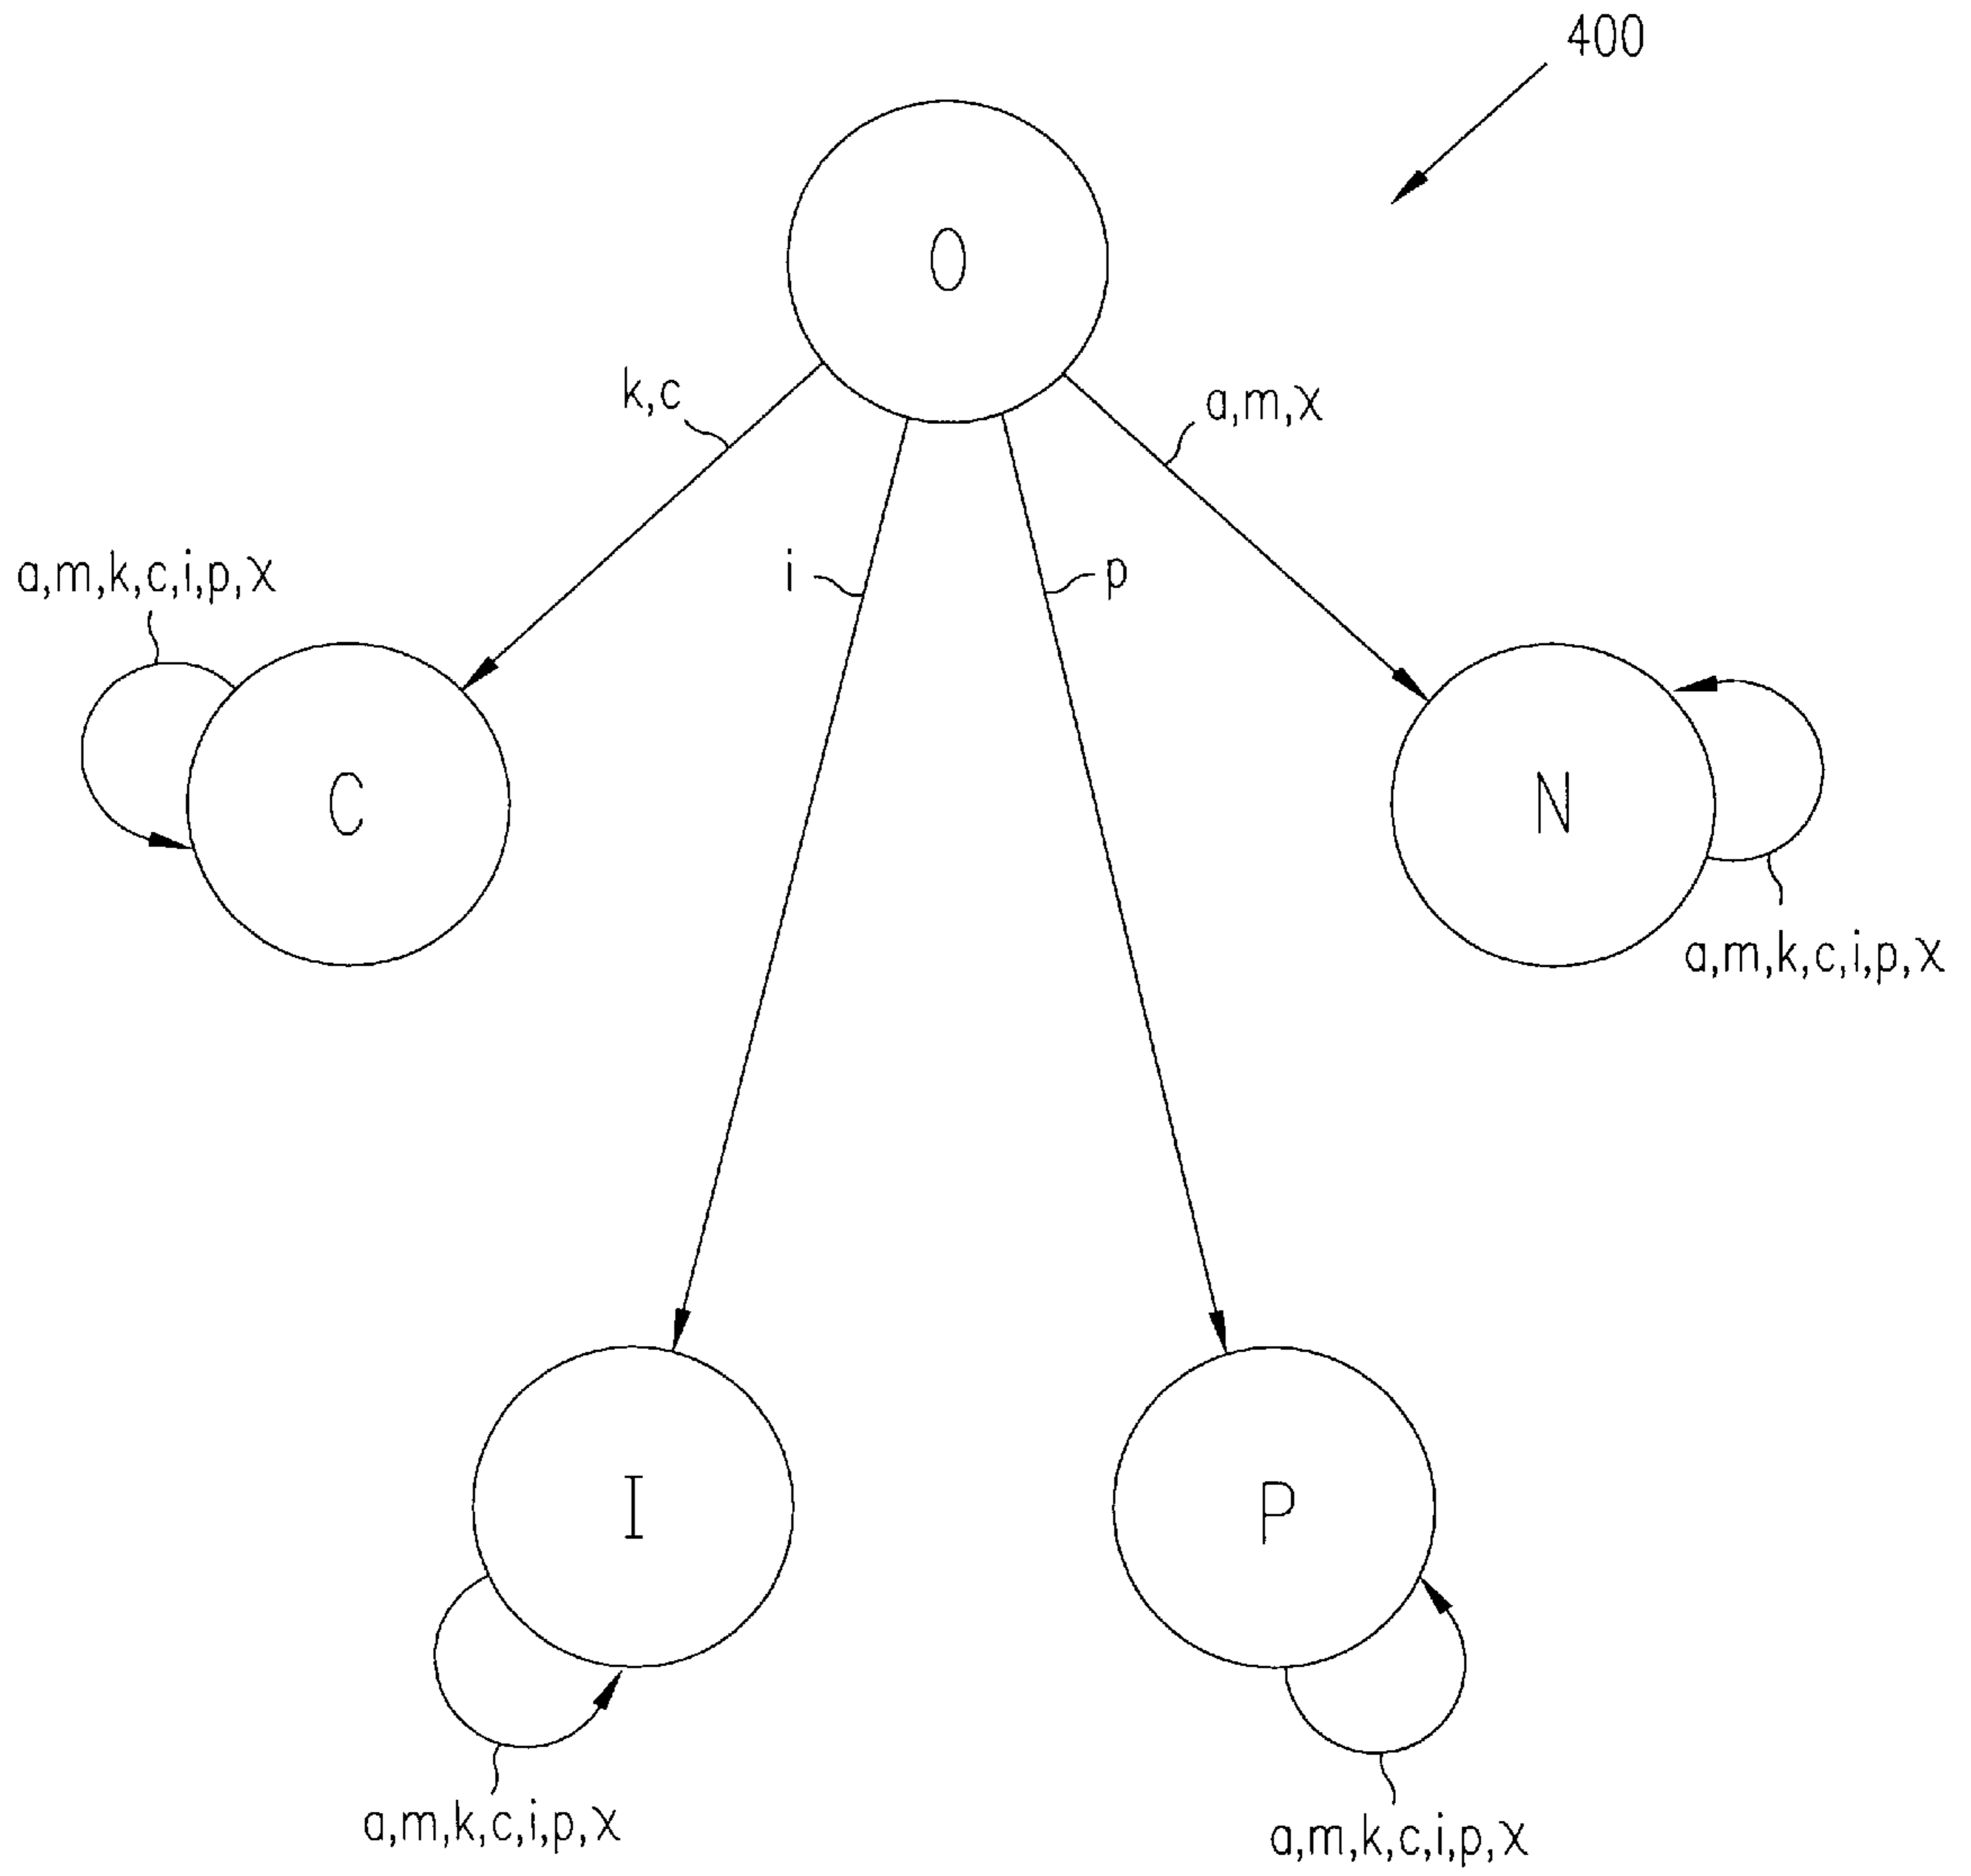 400
O
k,c
a,m,χ
i
p
a,m,k,c,i,p,χ
C
N
a,m,k,c,i,p,χ
I
P
a,m,k,c,i,p,χ
a,m,k,c,i,p,χ